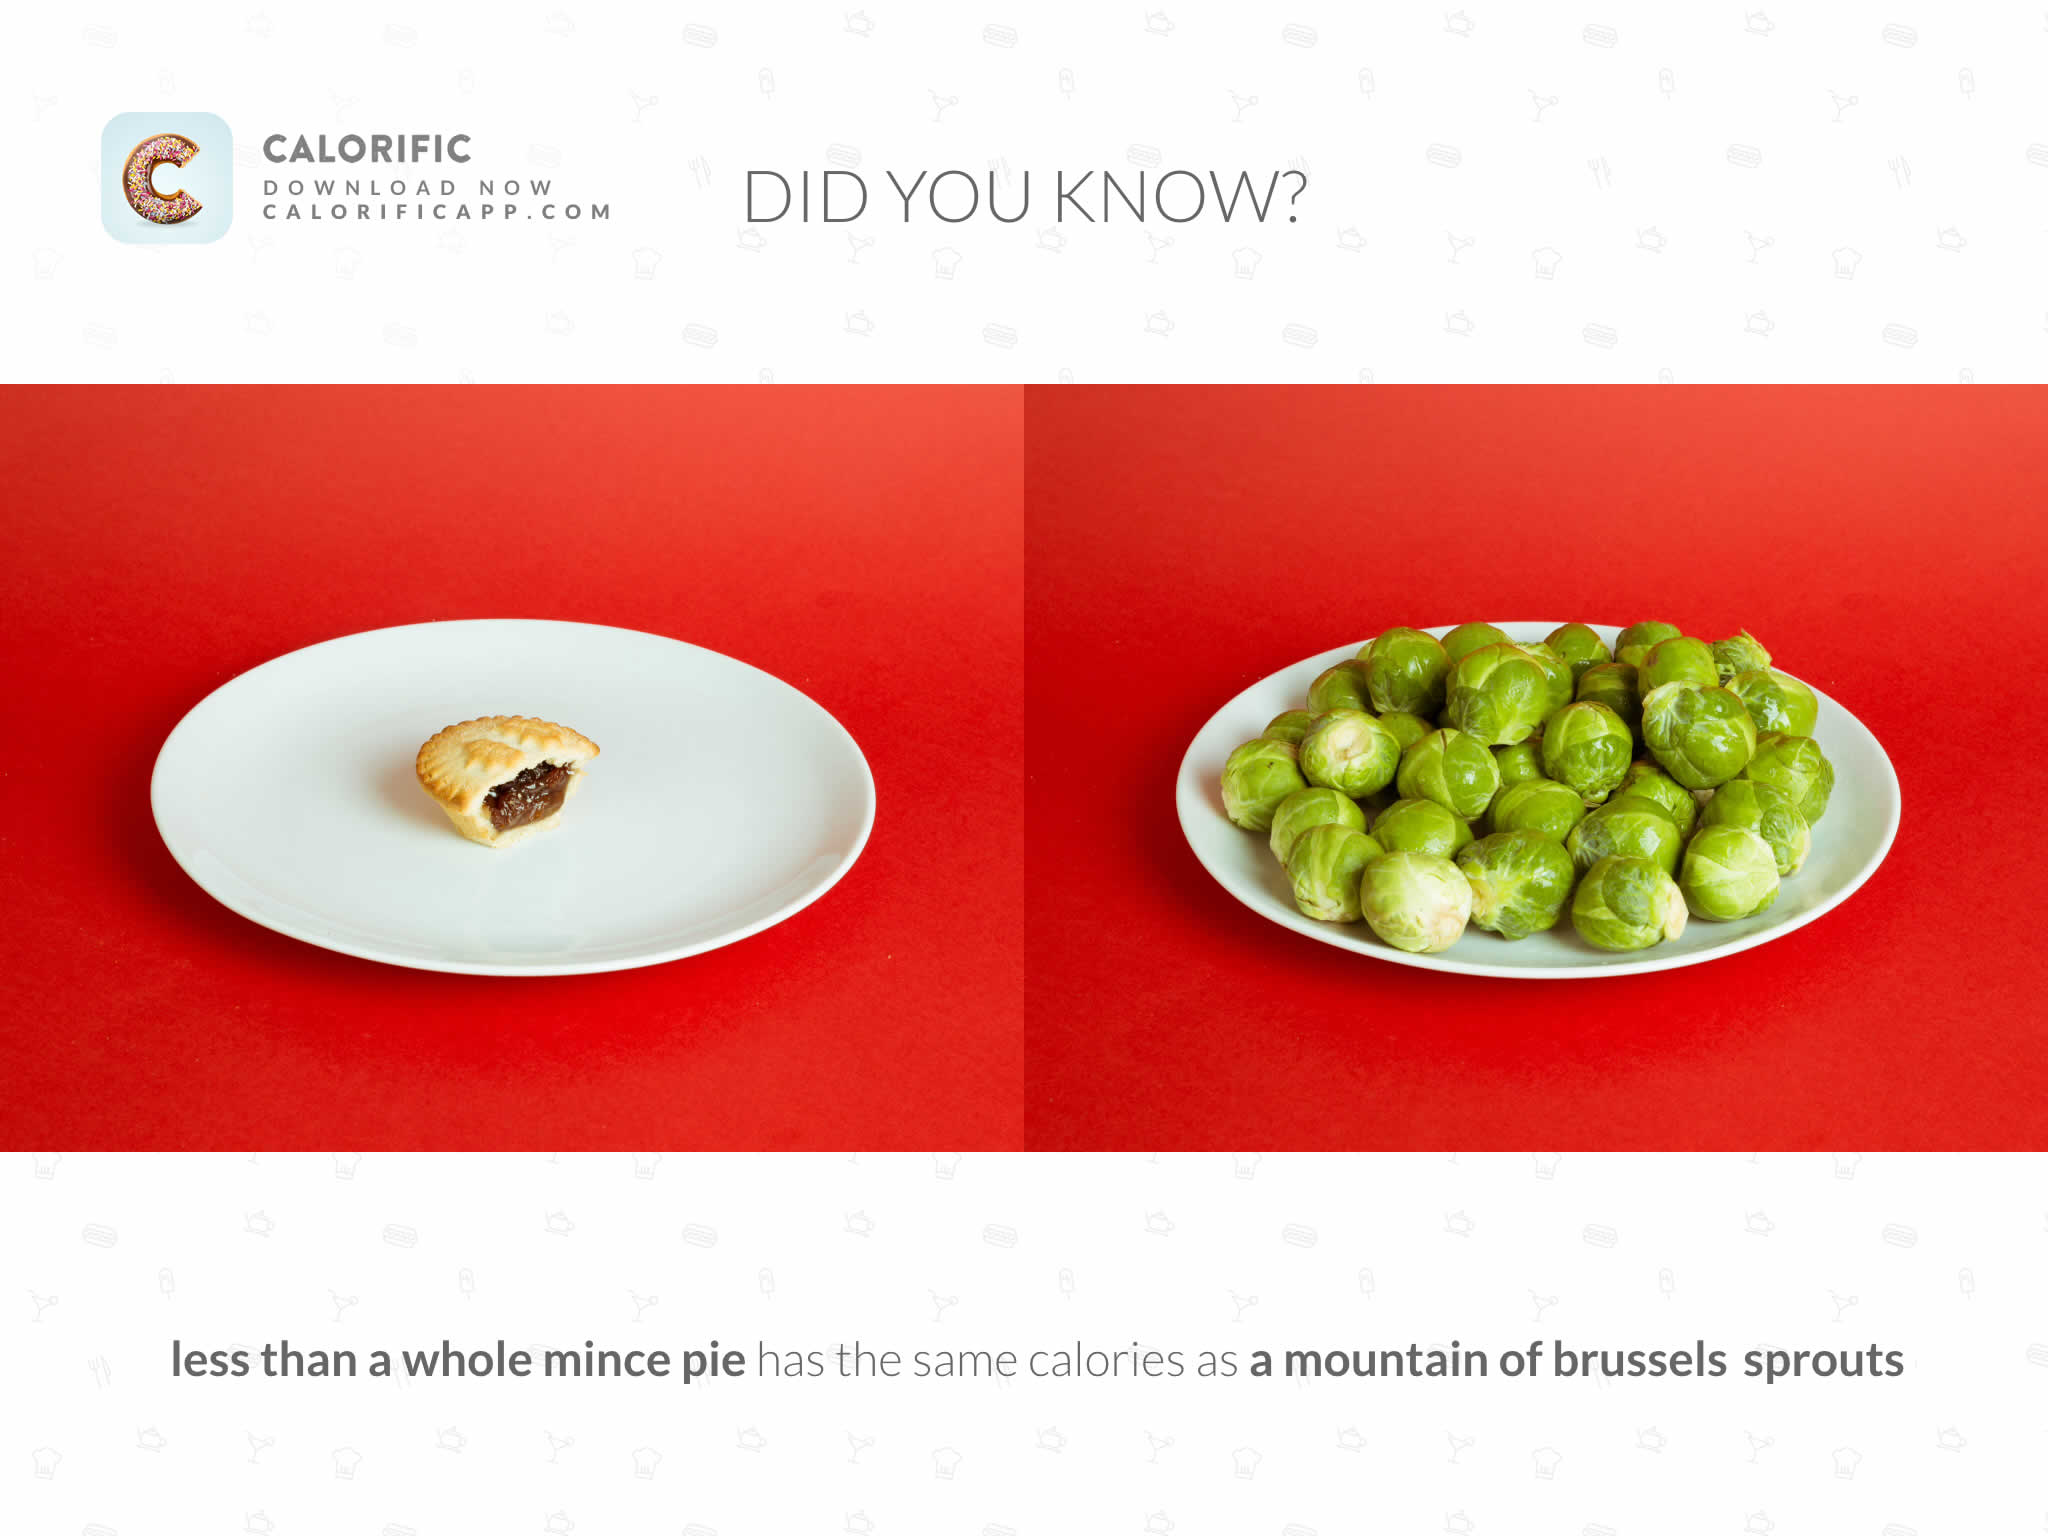 CALORIFIC
DOWNLOAD NOW
CALORIFICAPP.COM
DID YOU KNOW?
less than a whole mince pie has the same calories as a mountain of brussels sprouts